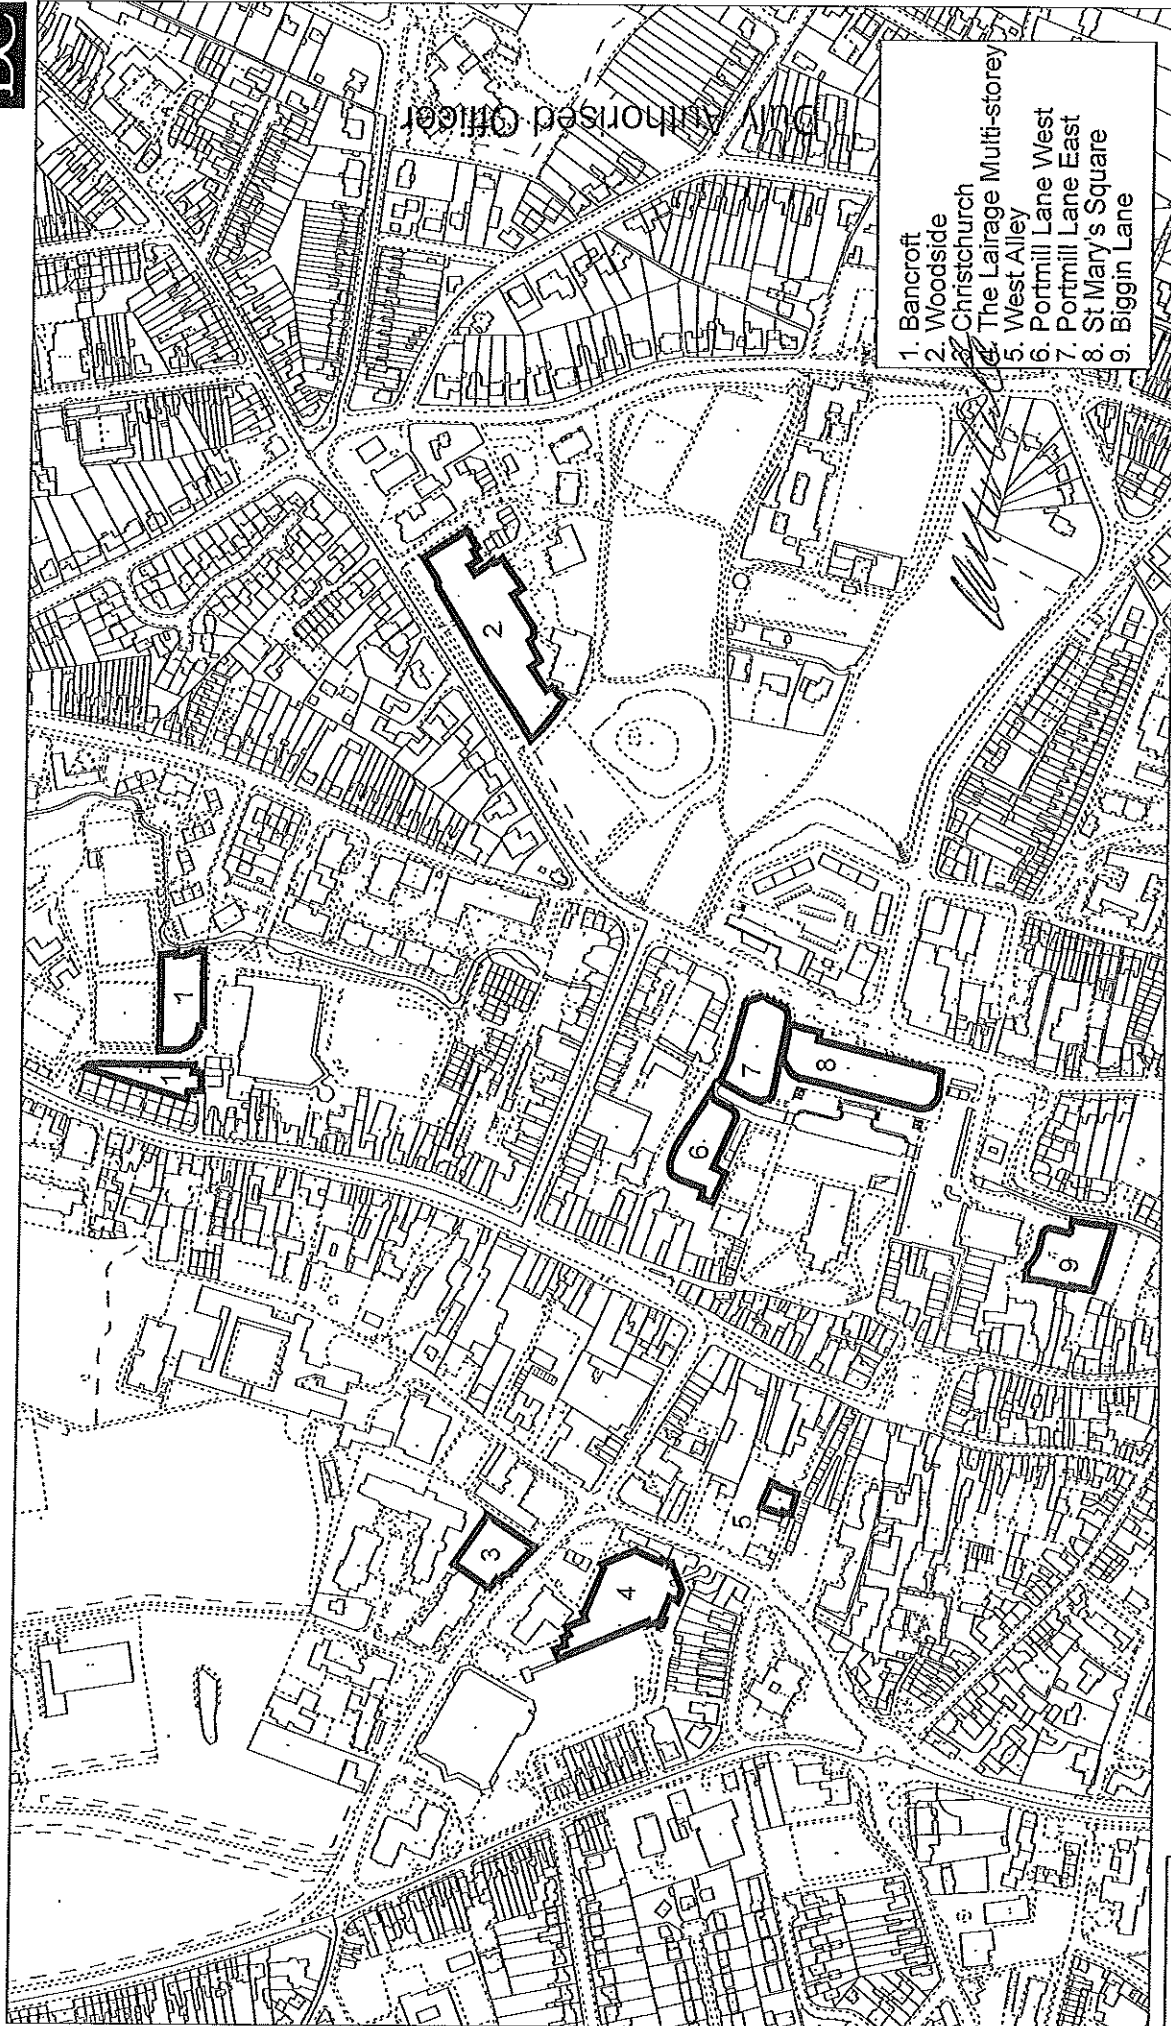 DC
Duly Authorised Officer
1
1
2
3
4
5
6
7
8
9
1. Bancroft
2. Woodside
3. Christchurch
4. The Lairage Multi-storey
5. West Alley
6. Portmill Lane West
7. Portmill Lane East
8. St Mary's Square
9. Biggin Lane